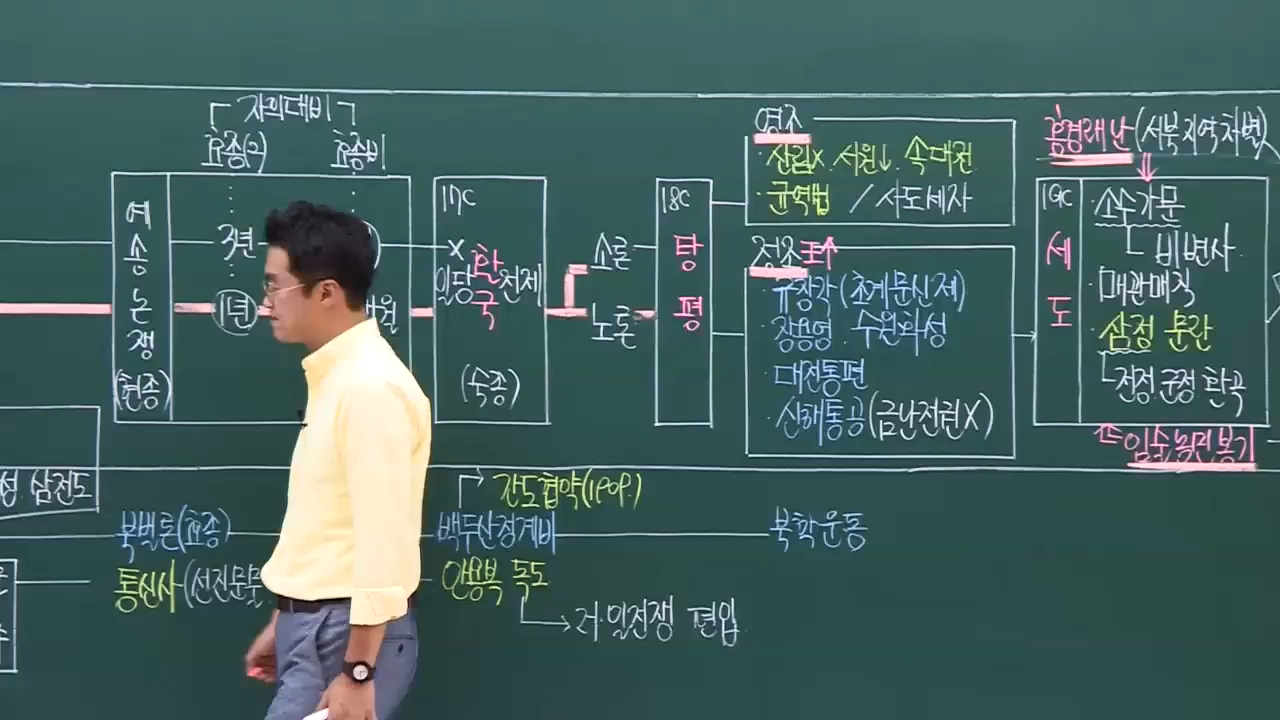 자의대비
효종(2) 효종비
예송논쟁
(현종)
3년
1년
월
17C
X
일당전제
환국
(숙종)
소론
노론
18C
탕평
영조
· 산림X. 서원↓. 속대전
· 균역법 / 사도세자
정조 王↑
· 규장각 (초계문신제)
· 장용영. 수원화성
· 대전통편
· 신해통공 (금난전권X)
홍경래 난 (서북지역차별)
19C
세도
· 소수가문
비변사
· 매관매직
· 삼정 문란
전정 군정 환곡
임술농민봉기
삼전도
간도협약(1909.)
북벌론(효종)
백두산정계비
북학운동
통신사 (선진문물
안용복 독도
러·일전쟁 편입